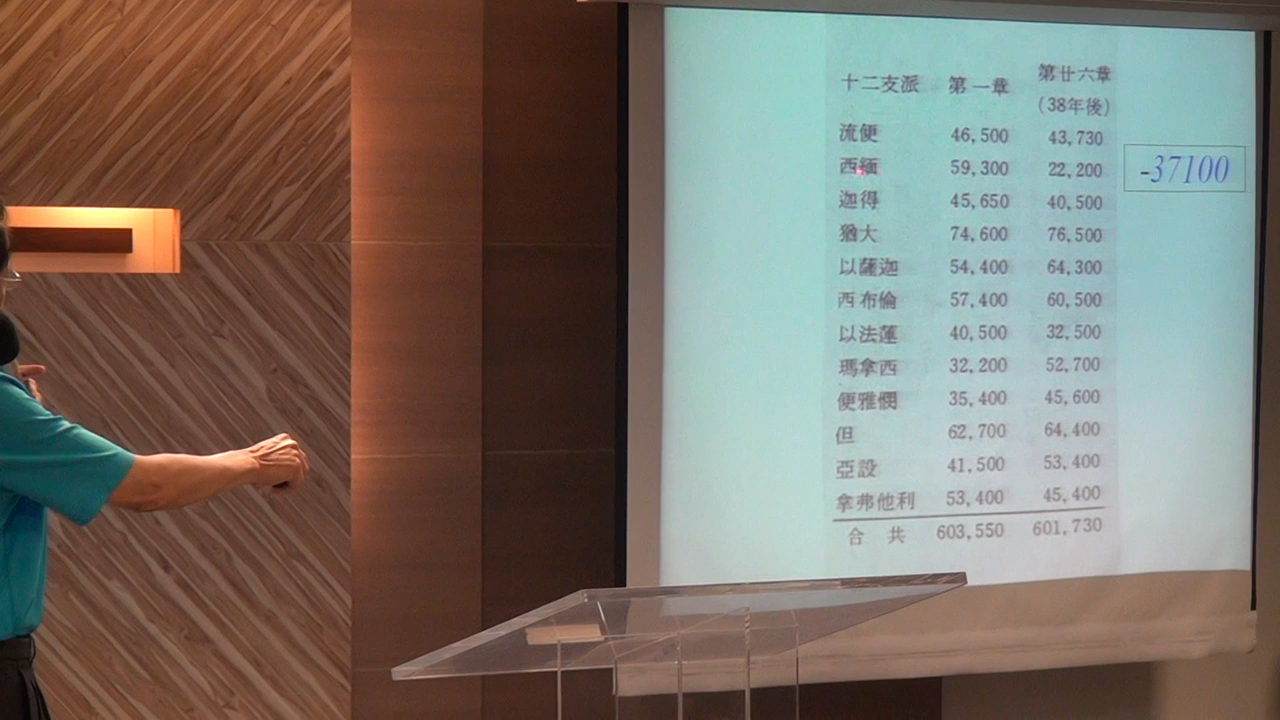 十二支派 第一章 第廿六章
(38年後)
流便 46,500 43,730
西緬 59,300 22,200 -37100
迦得 45,650 40,500
猶大 74,600 76,500
以薩迦 54,400 64,300
西布倫 57,400 60,500
以法蓮 40,500 32,500
瑪拿西 32,200 52,700
便雅憫 35,400 45,600
但 62,700 64,400
亞設 41,500 53,400
拿弗他利 53,400 45,400
合共 603,550 601,730